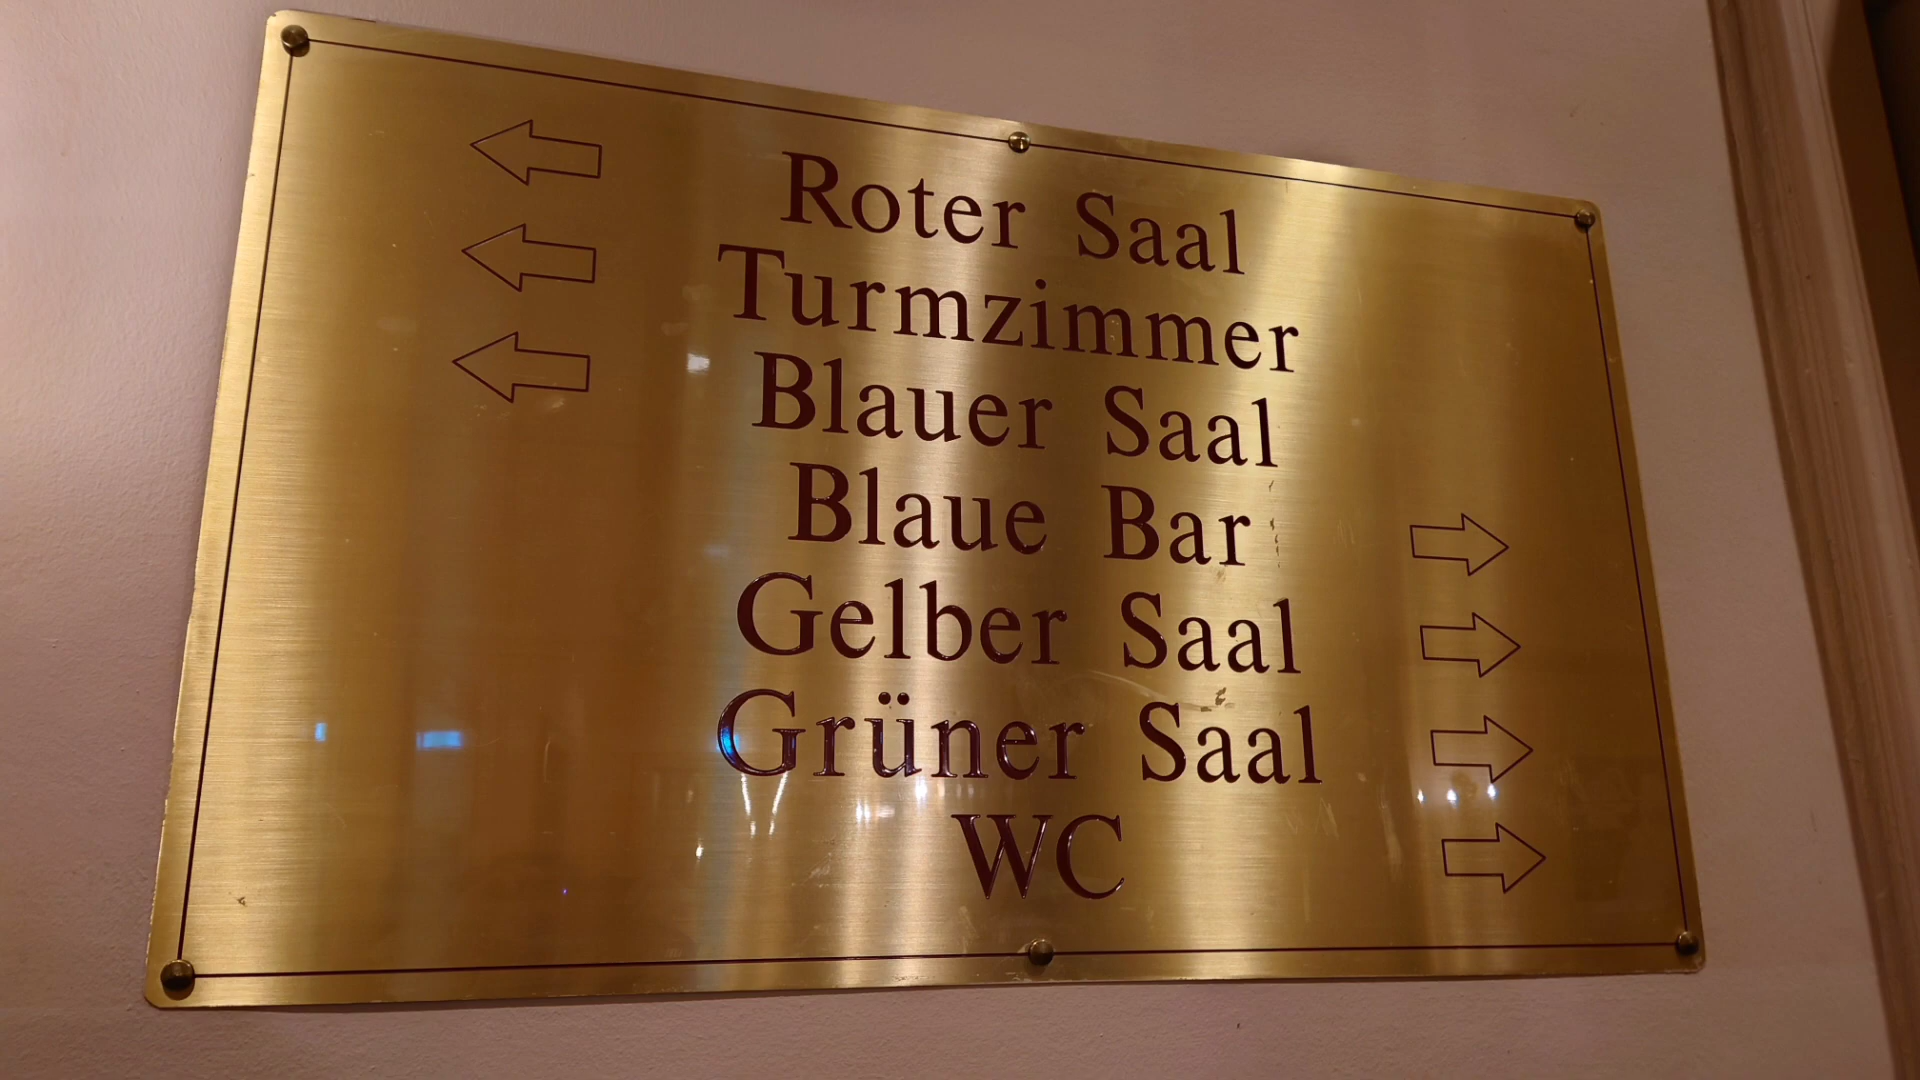 Roter Saal
Turmzimmer
Blauer Saal
Blaue Bar
Gelber Saal
Grüner Saal
WC